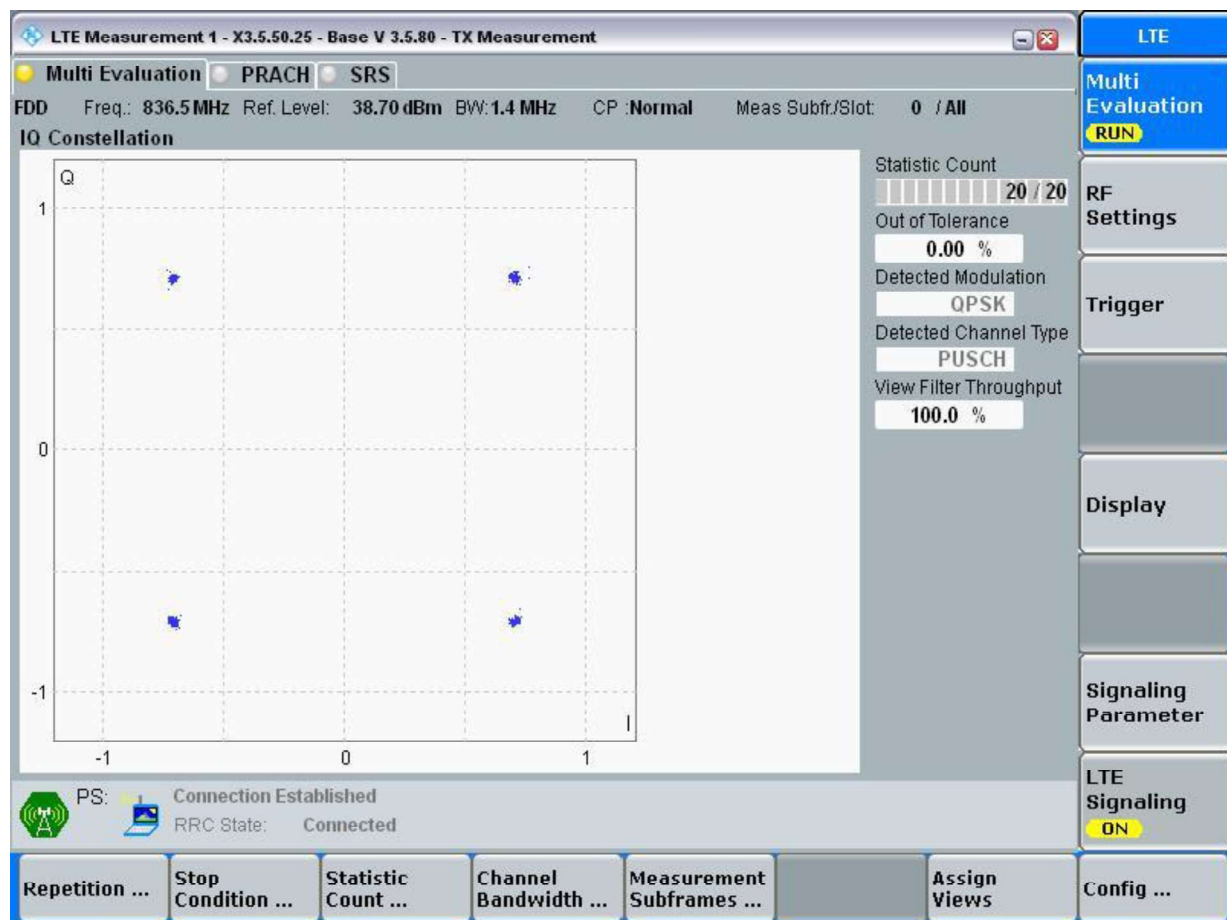 LTE Measurement 1 - X3.5.50.25 - Base V 3.5.80 - TX Measurement
LTE
Multi Evaluation PRACH SRS
FDD Freq.: 836.5 MHz Ref. Level: 38.70 dBm BW: 1.4 MHz CP : Normal Meas Subfr./Slot: 0 / All
IQ Constellation
Q
1
0
-1
-1 0 1
I
Statistic Count
20 / 20
Out of Tolerance
0.00 %
Detected Modulation
QPSK
Detected Channel Type
PUSCH
View Filter Throughput
100.0 %
Multi
Evaluation
RUN
RF
Settings
Trigger
Display
Signaling
Parameter
LTE
Signaling
ON
PS: Connection Established
RRC State: Connected
Repetition ...
Stop
Condition ...
Statistic
Count ...
Channel
Bandwidth ...
Measurement
Subframes ...
Assign
Views
Config ...